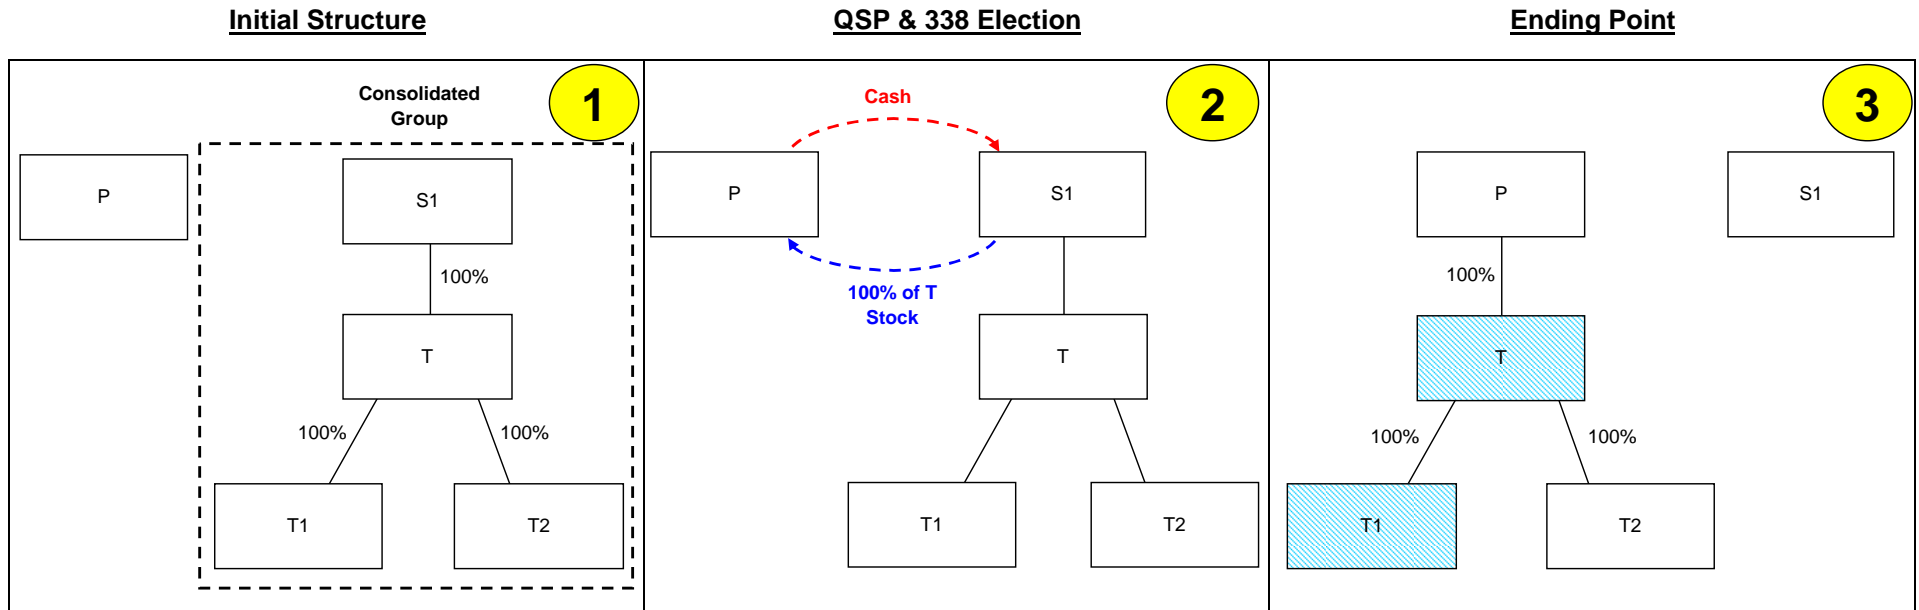 Initial Structure
QSP & 338 Election
Ending Point
Consolidated
Group
1
P
S1
100%
T
100%
100%
T1
T2
Cash
2
P
S1
100% of T
Stock
T
T1
T2
3
P
S1
100%
T
100%
100%
T1
T2